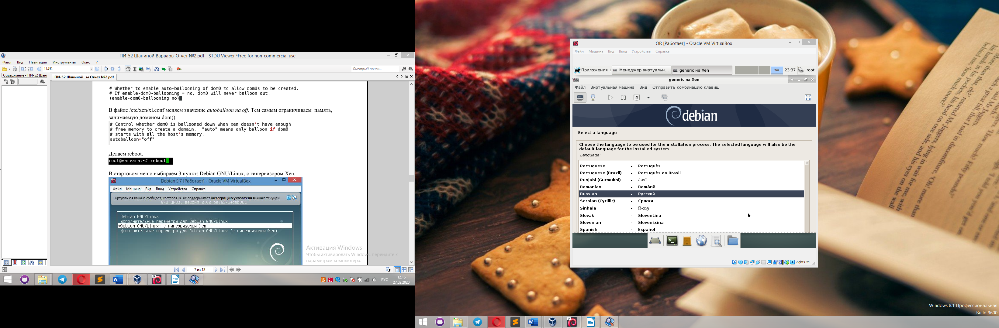 ПИ-52 Шаниной Варвары Отчет №2.pdf - STDU Viewer *Free for non-commercial use
Файл Вид Навигация Инструменты Окно ?
114%
Быстрый поиск...
Содержание - ПИ-52 Шани
ПИ-52 Шаниной...ы Отчет №2.pdf
# Whether to enable auto-ballooning of dom0 to allow domUs to be created.
# If enable-dom0-ballooning = no, dom0 will never balloon out.
(enable-dom0-ballooning no)
В файле /etc/xen/xl.conf меняем значение autoballoon на off. Тем самым ограничиваем память,
занимаемую доменом dom().
# Control whether dom0 is ballooned down when xen doesn't have enough
# free memory to create a domain. "auto" means only balloon if dom0
# starts with all the host's memory.
autoballoon="off"
Делаем reboot.
root@varvara:~# reboot
В стартовом меню выбираем 3 пункт: Debian GNU/Linux, с гипервизором Xen.
Debian 9.7 [Работает] - Oracle VM VirtualBox
Файл Машина Вид Ввод Устройства Справка
Виртуальная машина сообщает, гостевая ОС не поддерживает интеграцию указателя мыши в текущем
GNU GRUB, версия 2.02~beta3-5+deb9u1
Debian GNU/Linux
Дополнительные параметры для Debian GNU/Linux
*Debian GNU/Linux, с гипервизором Xen
Дополнительные параметры для Debian GNU/Linux (с гипервизором Xen)
Активация Windows
Чтобы активировать Windows, перейдите к
параметрам компьютера.
7 из 12
РУС
12:16
27.02.2020
OR [Работает] - Oracle VM VirtualBox
Файл Машина Вид Ввод Устройства Справка
Приложения Менеджер виртуальн... generic на Xen 23:37 root
generic на Xen
Файл Виртуальная машина Вид Отправить комбинацию клавиш
debian
Select a language
Choose the language to be used for the installation process. The selected language will also be the
default language for the installed system.
Language:
Portuguese - Português
Portuguese (Brazil) - Português do Brasil
Punjabi (Gurmukhi) - ਪੰਜਾਬੀ
Romanian - Română
Russian - Русский
Serbian (Cyrillic) - Српски
Sinhala - සිංහල
Slovak - Slovenčina
Slovenian - Slovenščina
Spanish - Español
Right Ctrl
Windows 8.1 Профессиональная
Build 9600